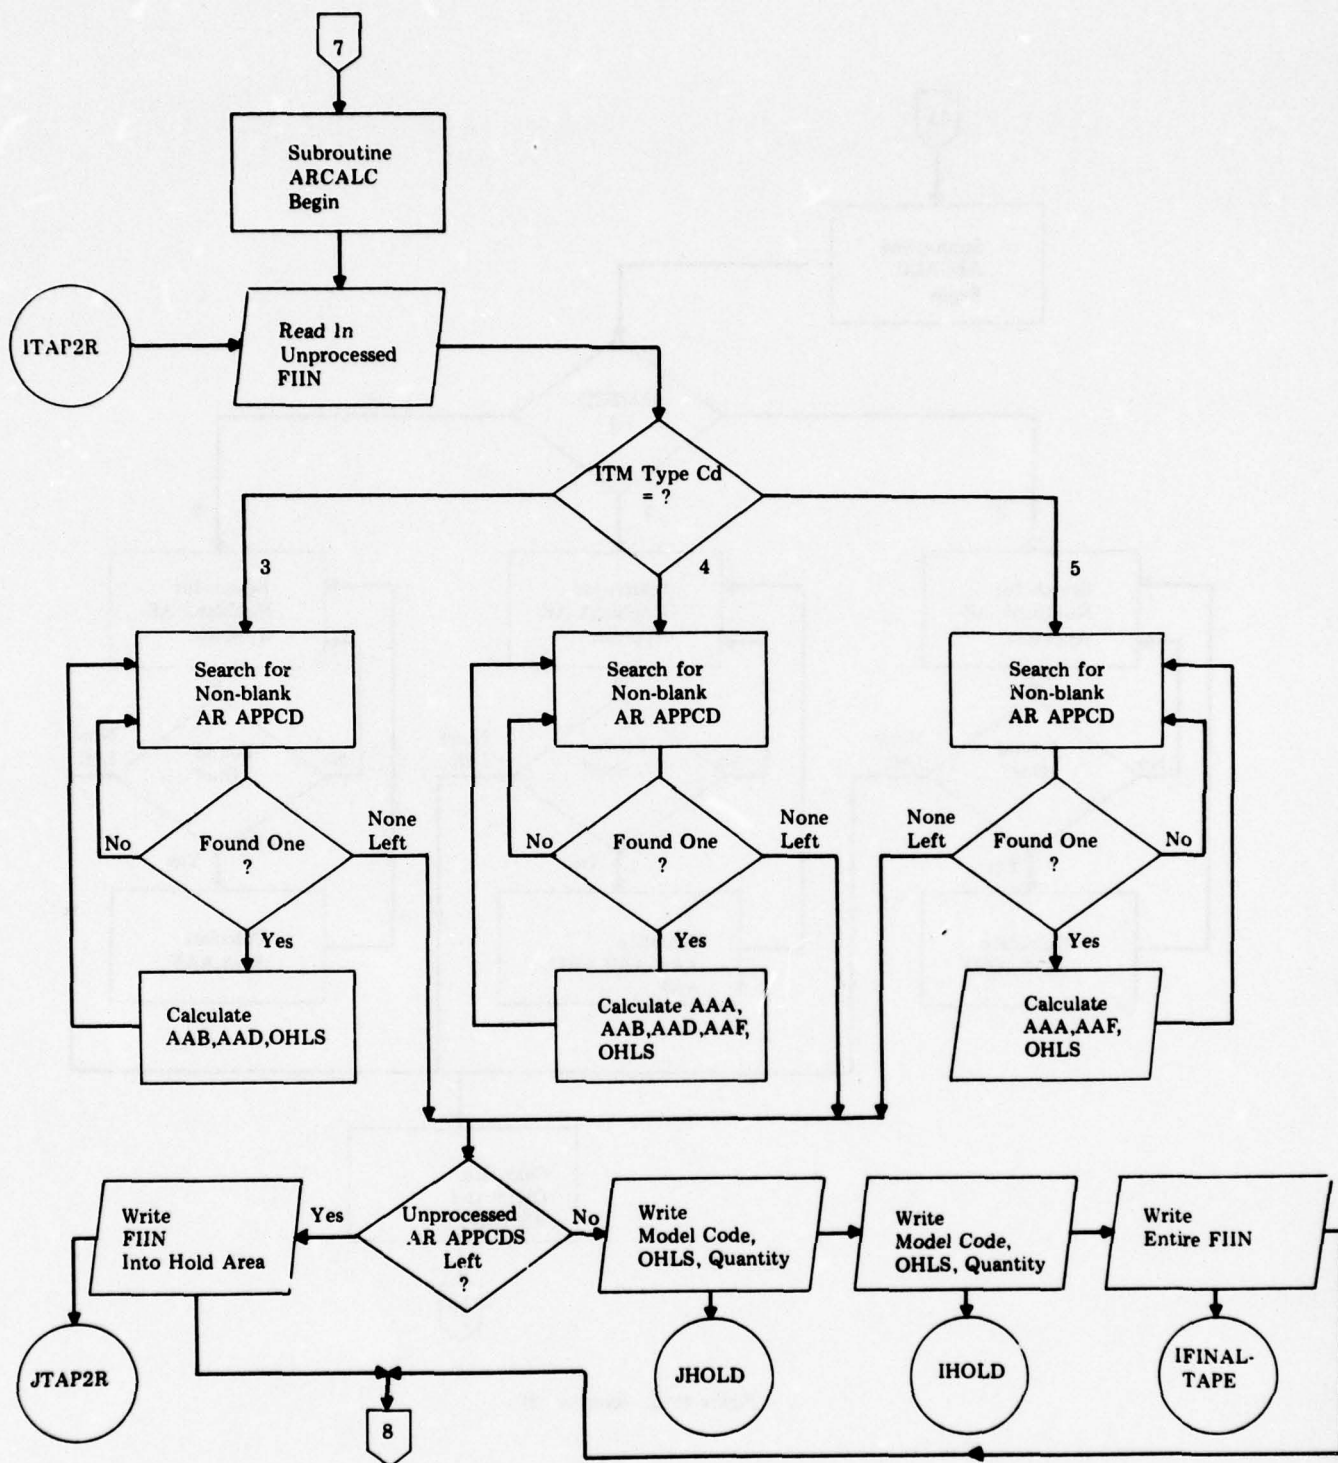 7
Subroutine
ARCALC
Begin
ITAP2R
Read In
Unprocessed
FIIN
ITM Type Cd
= ?
3
4
5
Search for
Non-blank
AR APPCD
Search for
Non-blank
AR APPCD
Search for
Non-blank
AR APPCD
No
Found One
?
None
Left
No
Found One
?
None
Left
None
Left
Found One
?
No
Yes
Yes
Yes
Calculate
AAB,AAD,OHLS
Calculate AAA,
AAB,AAD,AAF,
OHLS
Calculate
AAA,AAF,
OHLS
Write
FIIN
Into Hold Area
Yes
Unprocessed
AR APPCDS
Left
?
No
Write
Model Code,
OHLS, Quantity
Write
Model Code,
OHLS, Quantity
Write
Entire FIIN
JTAP2R
8
JHOLD
IHOLD
IFINAL-
TAPE